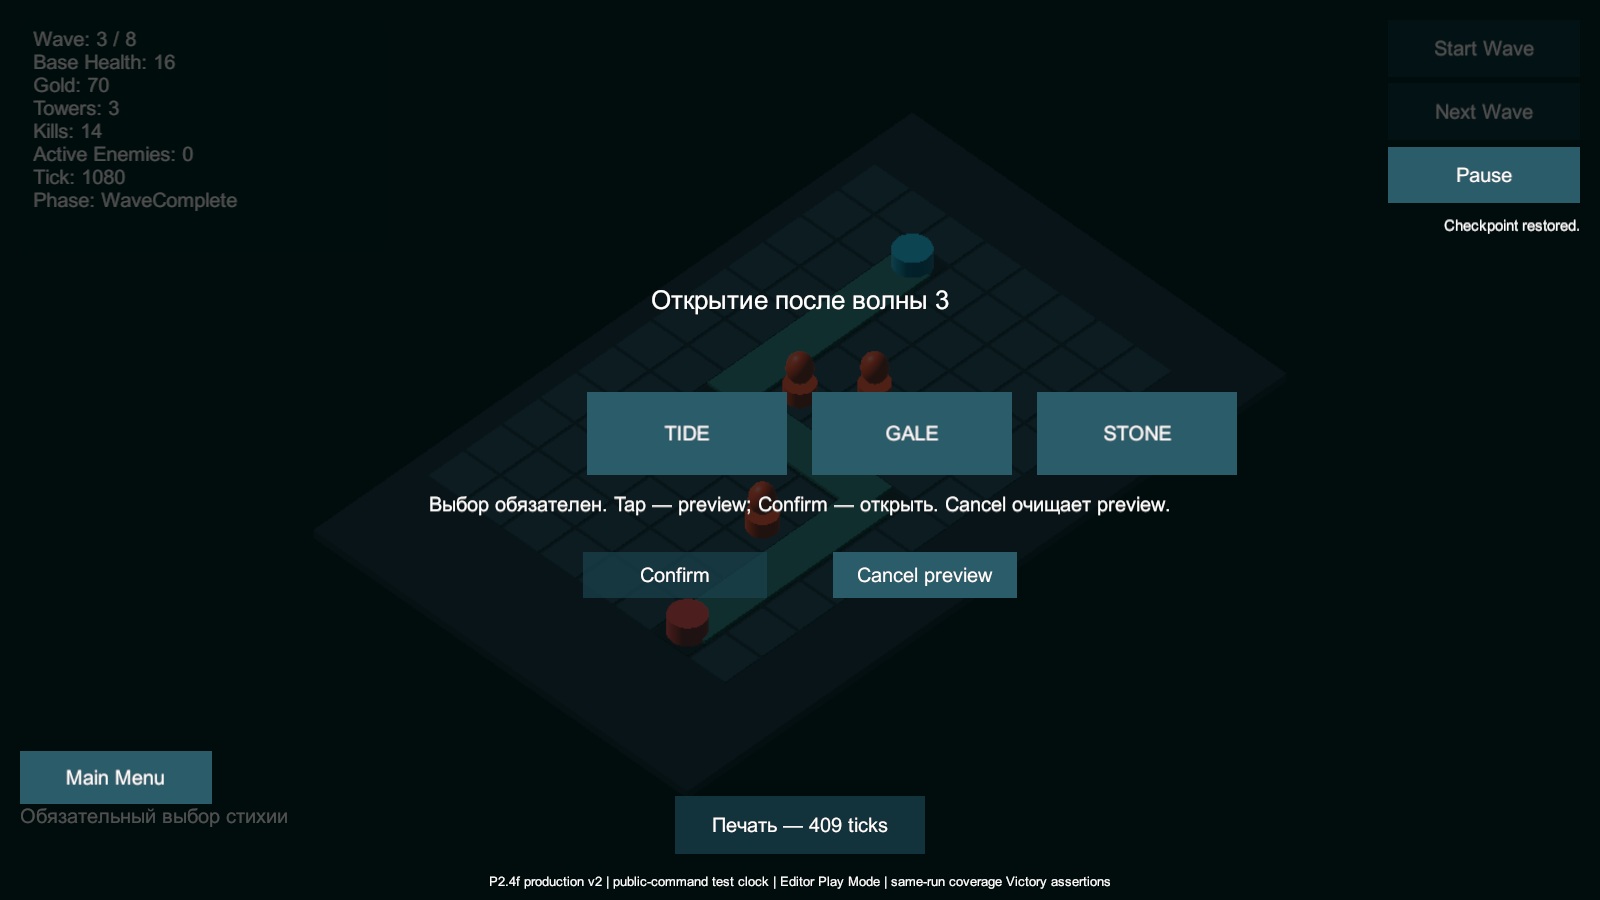 Wave: 3 / 8
Base Health: 16
Gold: 70
Towers: 3
Kills: 14
Active Enemies: 0
Tick: 1080
Phase: WaveComplete
Start Wave
Next Wave
Pause
Checkpoint restored.
Открытие после волны 3
TIDE
GALE
STONE
Выбор обязателен. Tap — preview; Confirm — открыть. Cancel очищает preview.
Confirm
Cancel preview
Main Menu
Обязательный выбор стихии
Печать — 409 ticks
P2.4f production v2 | public-command test clock | Editor Play Mode | same-run coverage Victory assertions